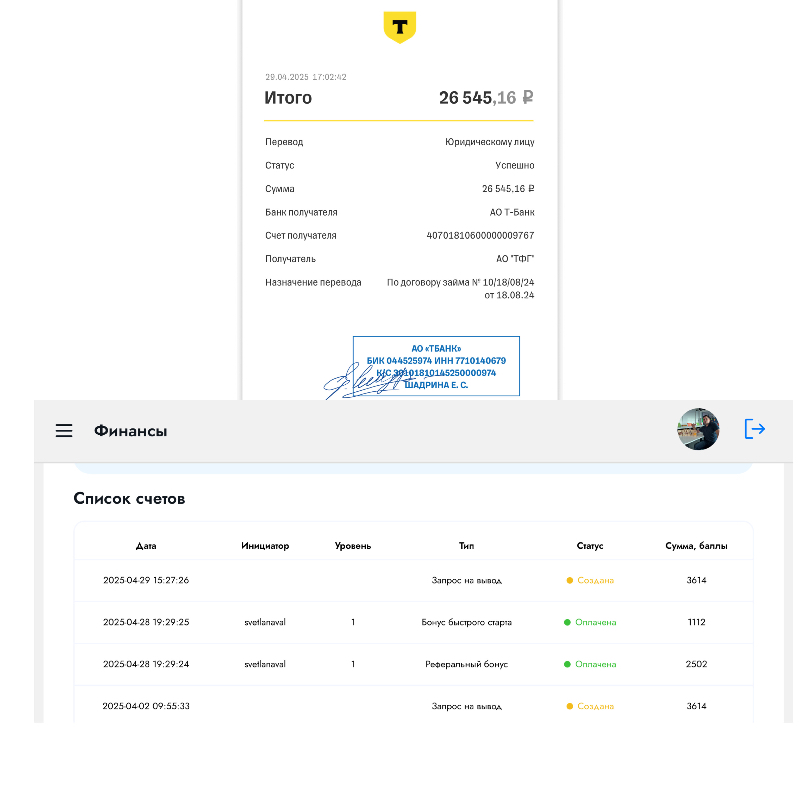 T
29.04.2025 17:02:42
Итого 26 545,16 ₽
Перевод Юридическому лицу
Статус Успешно
Сумма 26 545,16 ₽
Банк получателя АО Т-Банк
Счет получателя 40701810600000009767
Получатель АО "ТФГ"
Назначение перевода По договору займа № 10/18/08/24
от 18.08.24
АО «ТБАНК»
БИК 044525974 ИНН 7710140679
К/С 30101810145250000974
ШАДРИНА Е. С.
Финансы
Список счетов
Дата Инициатор Уровень Тип Статус Сумма, баллы
2025-04-29 15:27:26 Запрос на вывод Создана 3614
2025-04-28 19:29:25 svetlanaval 1 Бонус быстрого старта Оплачена 1112
2025-04-28 19:29:24 svetlanaval 1 Реферальный бонус Оплачена 2502
2025-04-02 09:55:33 Запрос на вывод Создана 3614